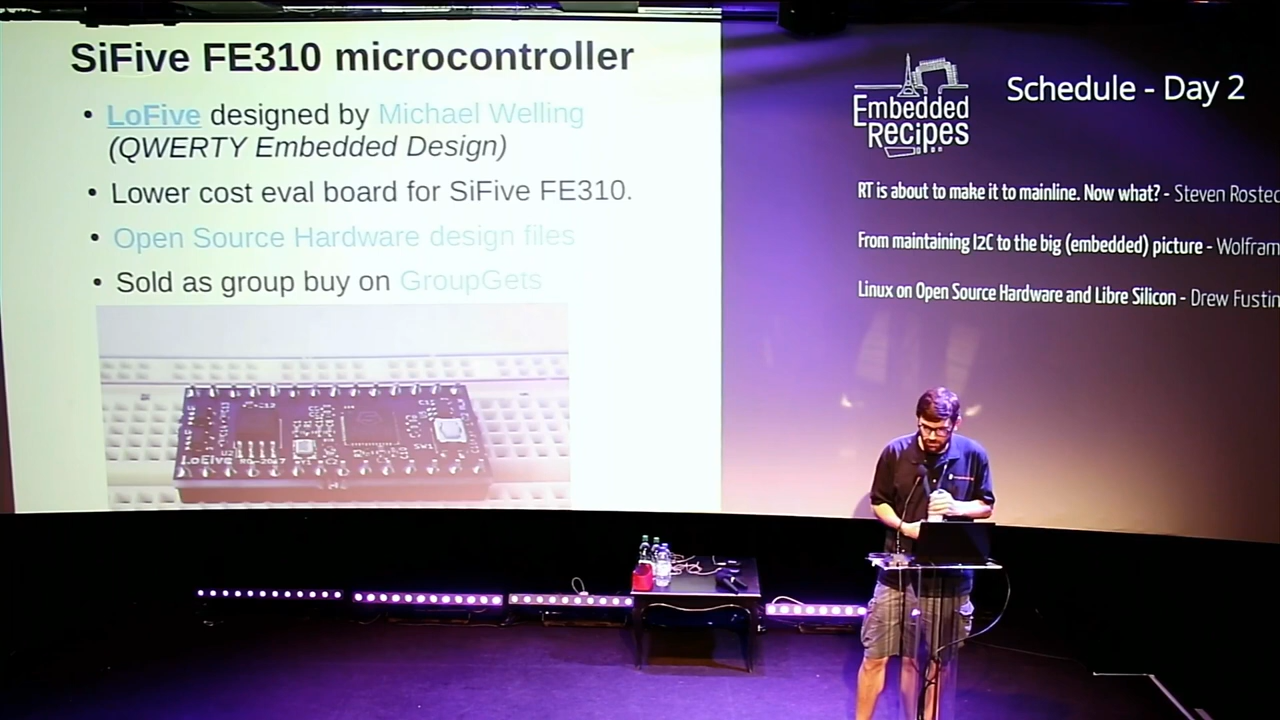 SiFive FE310 microcontroller
• LoFive designed by Michael Welling
(QWERTY Embedded Design)
• Lower cost eval board for SiFive FE310.
• Open Source Hardware design files
• Sold as group buy on GroupGets
LoFive
SW1
Embedded
Recipes
Schedule - Day 2
RT is about to make it to mainline. Now what? - Steven Rosted
From maintaining I2C to the big (embedded) picture - Wolfram
Linux on Open Source Hardware and Libre Silicon - Drew Fustin